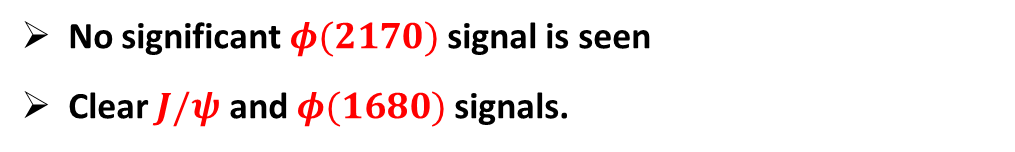 ➢ No significant ϕ(2170) signal is seen
➢ Clear J/ψ and ϕ(1680) signals.